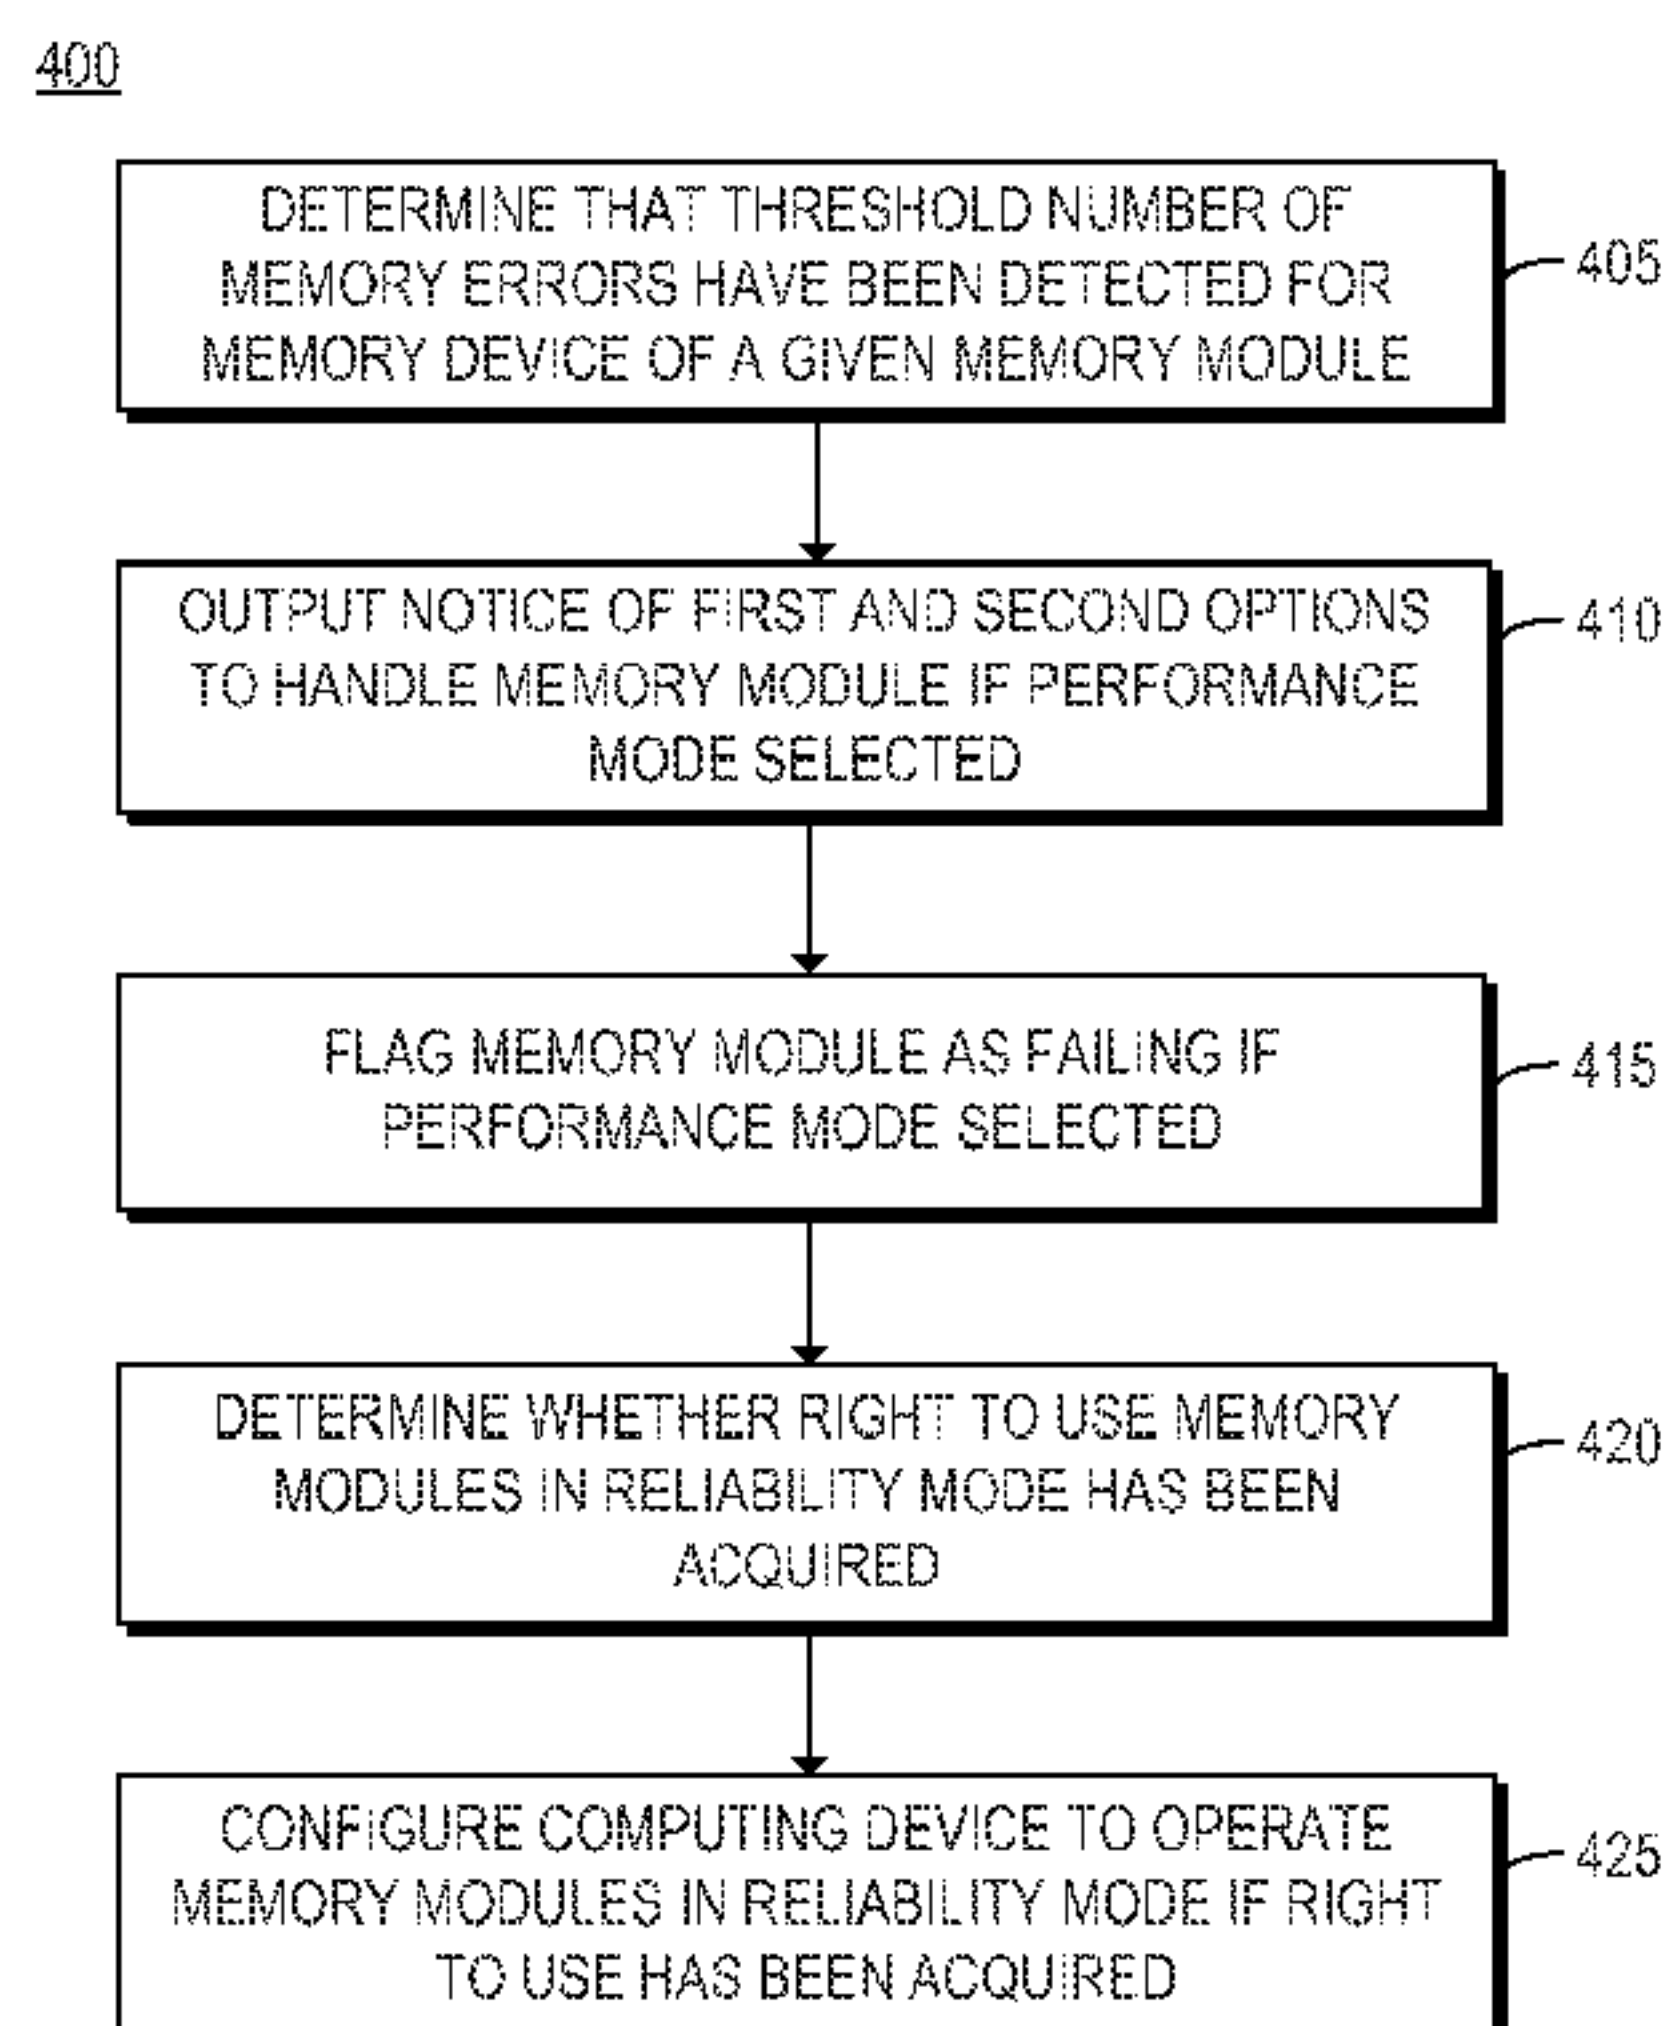 400
DETERMINE THAT THRESHOLD NUMBER OF
MEMORY ERRORS HAVE BEEN DETECTED FOR
MEMORY DEVICE OF A GIVEN MEMORY MODULE
405
OUTPUT NOTICE OF FIRST AND SECOND OPTIONS
TO HANDLE MEMORY MODULE IF PERFORMANCE
MODE SELECTED
410
FLAG MEMORY MODULE AS FAILING IF
PERFORMANCE MODE SELECTED
415
DETERMINE WHETHER RIGHT TO USE MEMORY
MODULES IN RELIABILITY MODE HAS BEEN
ACQUIRED
420
CONFIGURE COMPUTING DEVICE TO OPERATE
MEMORY MODULES IN RELIABILITY MODE IF RIGHT
TO USE HAS BEEN ACQUIRED
425